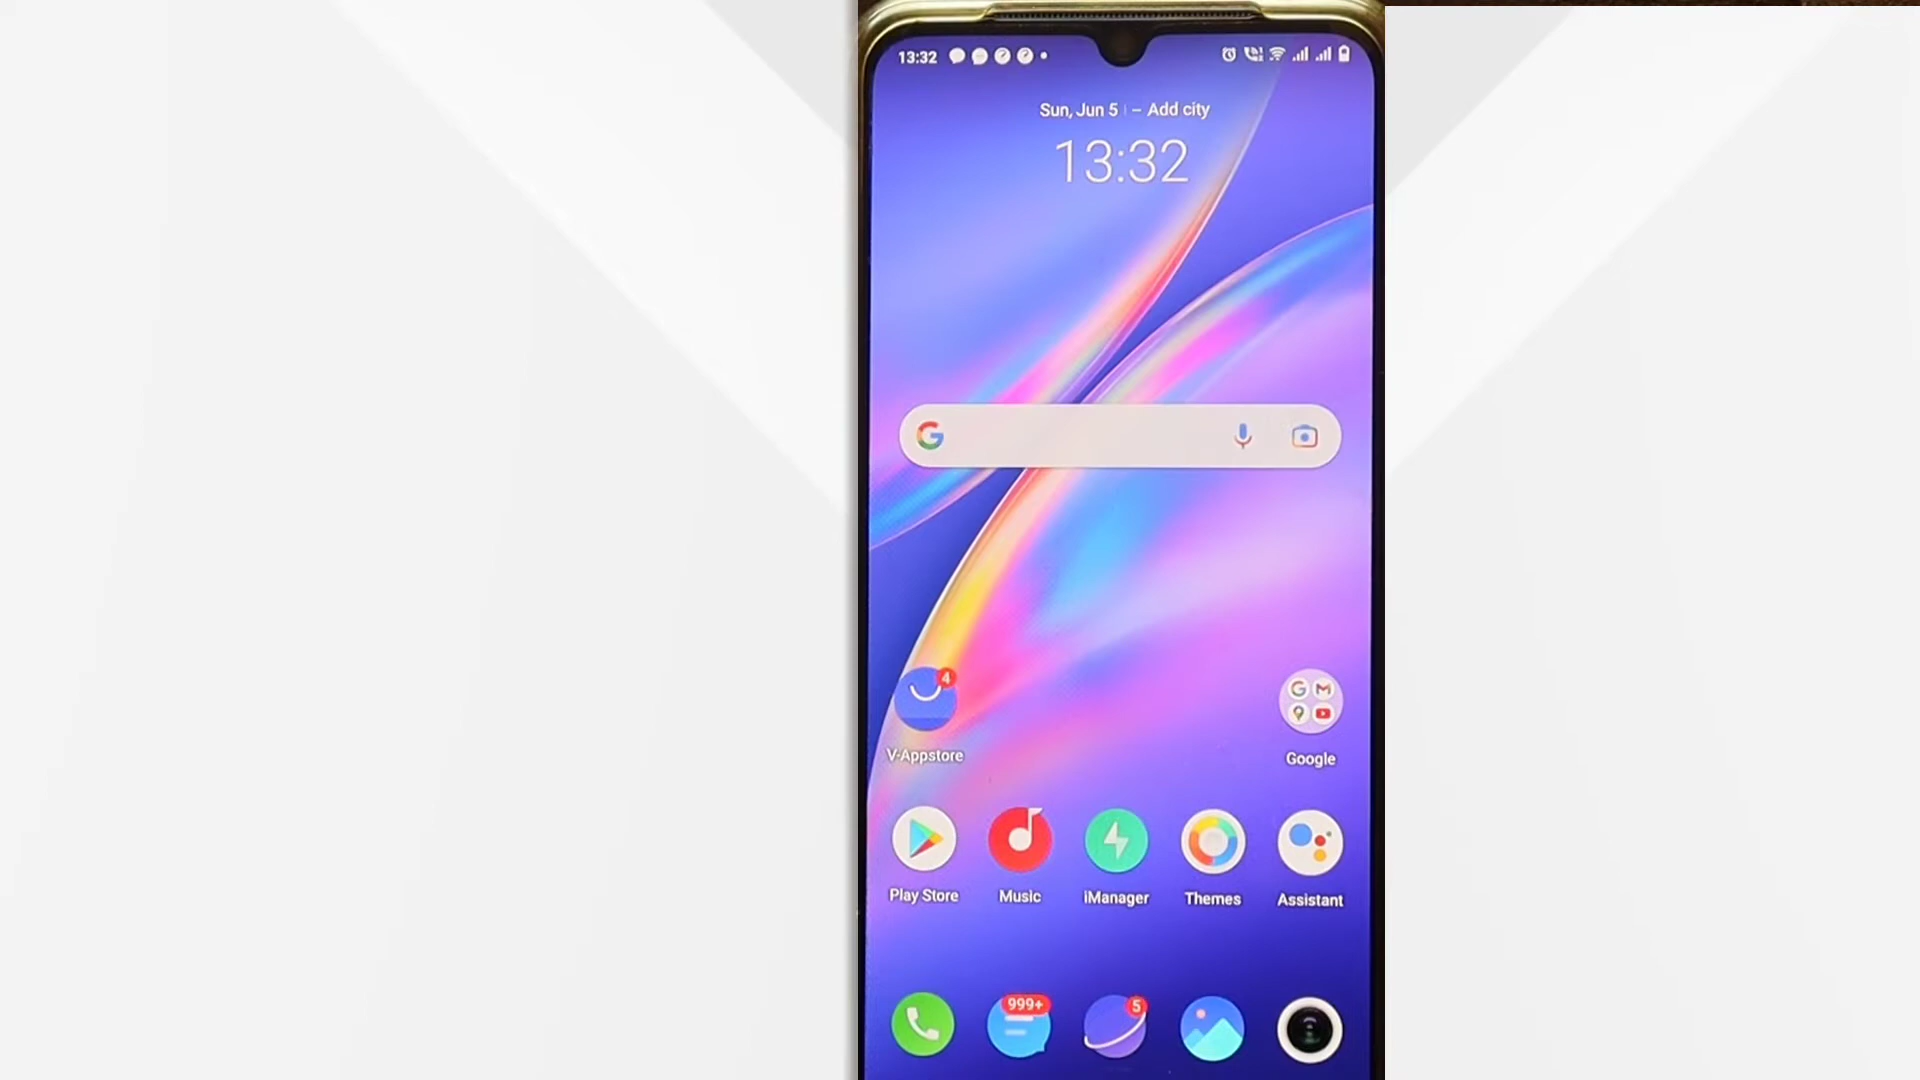 13:32
Sun, Jun 5 | – Add city
13:32
G
4
V-Appstore
Google
Play Store
Music
iManager
Themes
Assistant
999+
5